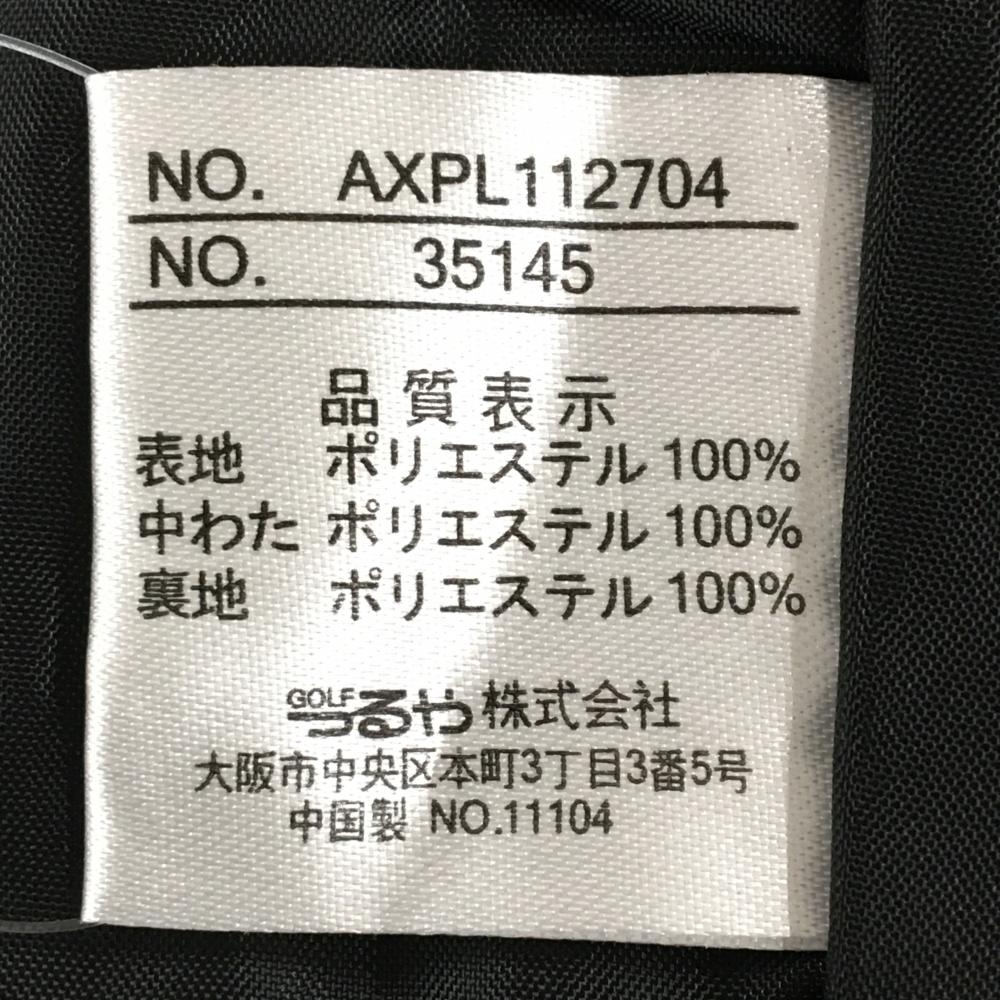 NO. AXPL112704
NO. 35145
品質表示
表地 ポリエステル 100%
中わた ポリエステル 100%
裏地 ポリエステル 100%
GOLF つるや株式会社
大阪市中央区本町3丁目3番5号
中国製 NO.11104